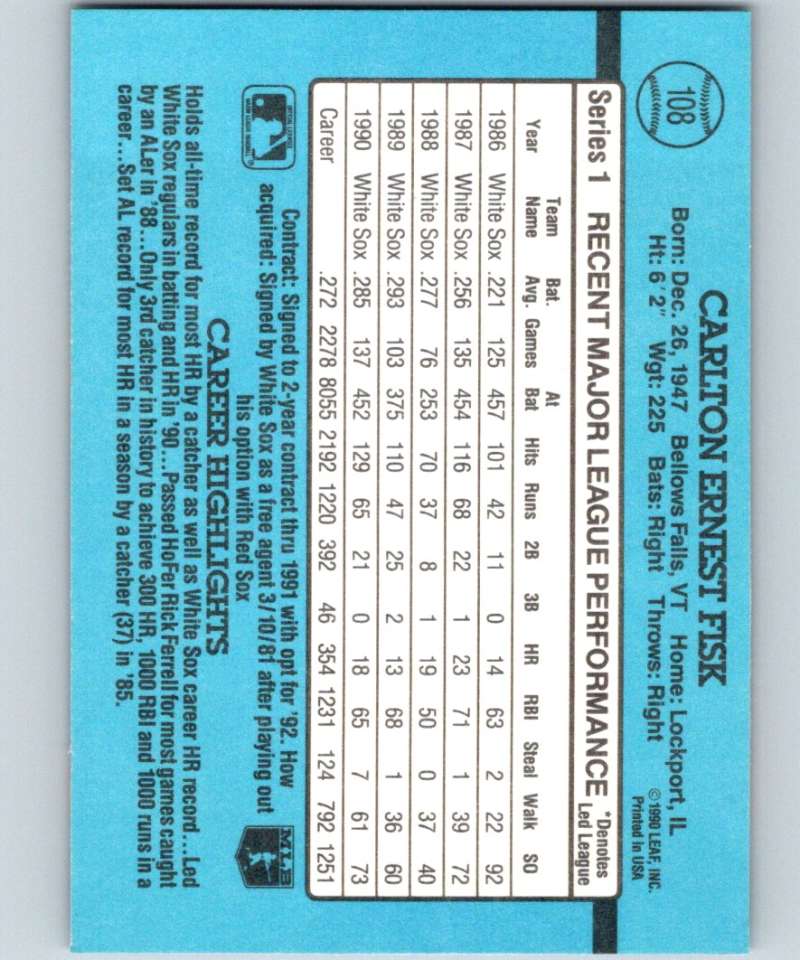 108
CARLTON ERNEST FISK
Born: Dec. 26, 1947 Bellows Falls, VT Home: Lockport, IL
Ht: 6'2" Wgt: 225 Bats: Right Throws: Right
©1990 LEAF, INC.
Printed in USA
Series 1 RECENT MAJOR LEAGUE PERFORMANCE *Denotes Led League
Year Team Name Bat. Avg. Games At Bat Hits Runs 2B 3B HR RBI Steal Walk SO
1986 White Sox .221 125 457 101 42 11 0 14 63 2 22 92
1987 White Sox .256 135 454 116 68 22 1 23 71 1 39 72
1988 White Sox .277 76 253 70 37 8 1 19 50 0 37 40
1989 White Sox .293 103 375 110 47 25 2 13 68 1 36 60
1990 White Sox .285 137 452 129 65 21 0 18 65 7 61 73
Career .272 2278 8055 2192 1220 392 46 354 1231 124 792 1251
Contract: Signed to 2-year contract thru 1991 with opt for '92. How
acquired: Signed by White Sox as a free agent 3/10/81 after playing out
his option with Red Sox
MLB
CAREER HIGHLIGHTS
Holds all-time record for most HR by a catcher as well as White Sox career HR record...Led
White Sox regulars in batting and HR in '90...Passed HoFer Rick Ferrell for most games caught
by an ALer in '88...Only 3rd catcher in history to achieve 300 HR, 1000 RBI and 1000 runs in a
career...Set AL record for most HR in a season by a catcher (37) in '85.